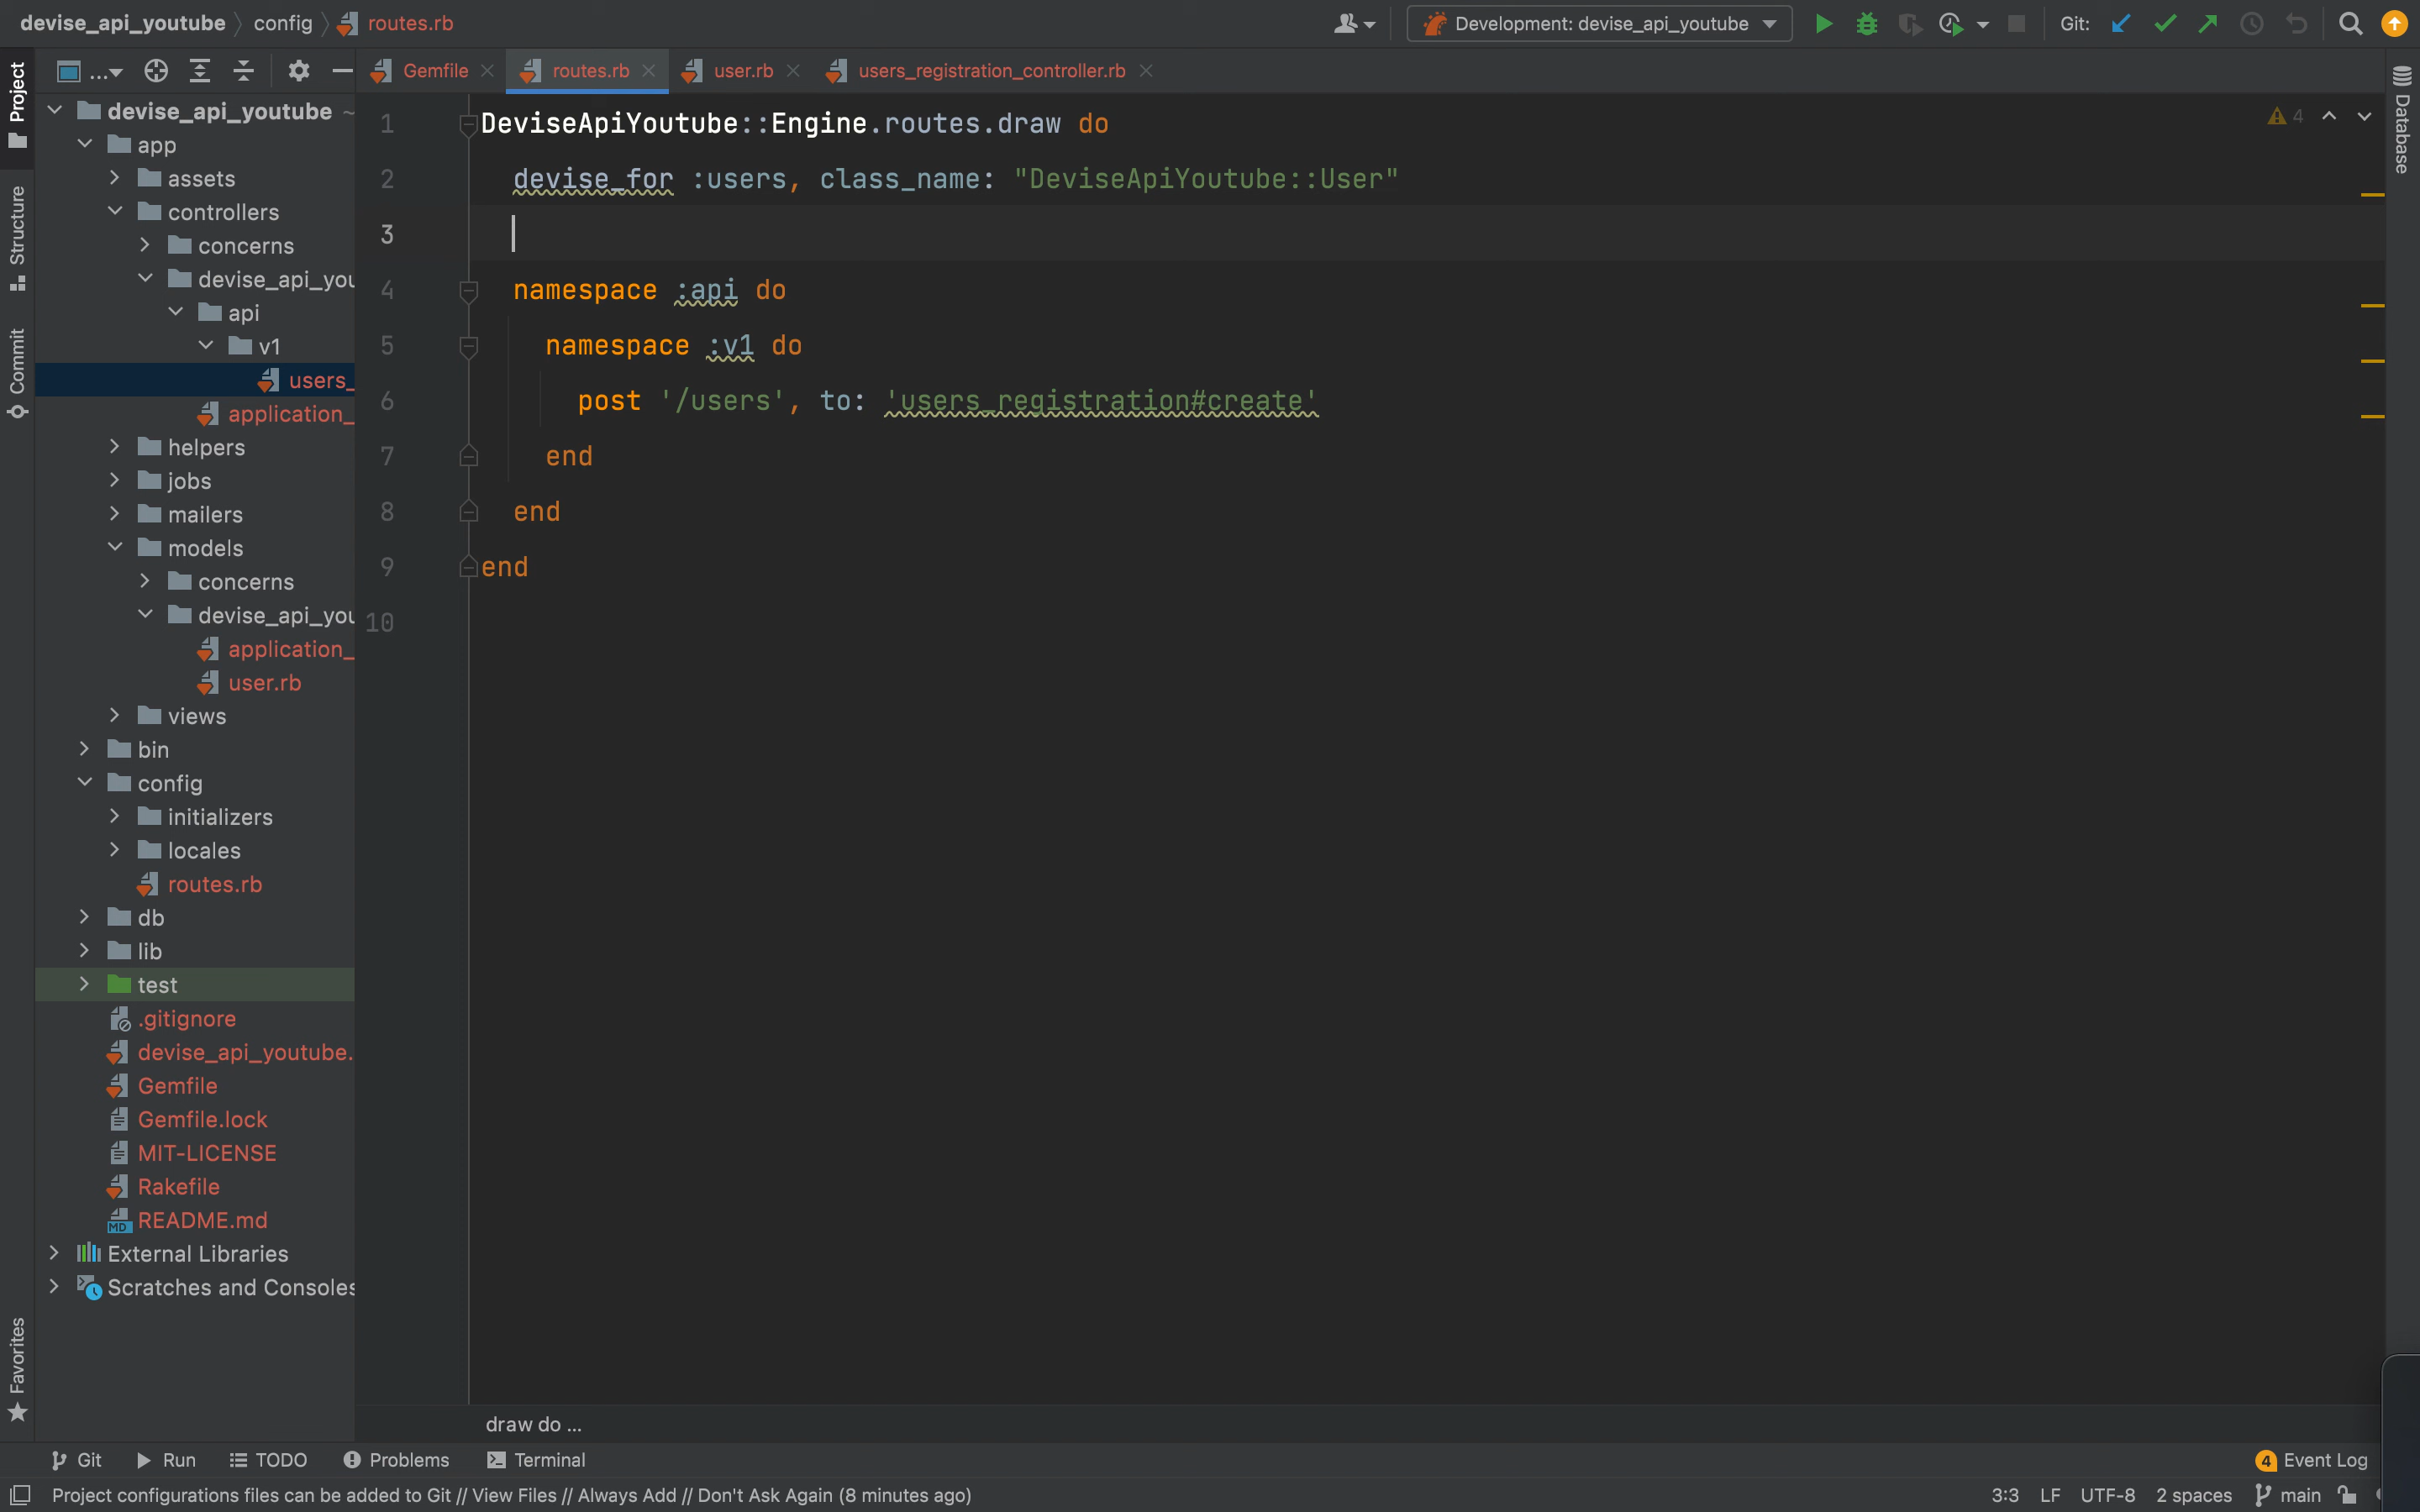 devise_api_youtube config routes.rb
Development: devise_api_youtube Git:
Project
Structure
Commit
Favorites
Database
... Gemfile routes.rb user.rb users_registration_controller.rb
devise_api_youtube ~
app
assets
controllers
concerns
devise_api_you
api
v1
users_
application_
helpers
jobs
mailers
models
concerns
devise_api_you
application_
user.rb
views
bin
config
initializers
locales
routes.rb
db
lib
test
.gitignore
devise_api_youtube.
Gemfile
Gemfile.lock
MIT-LICENSE
Rakefile
README.md
External Libraries
Scratches and Consoles
4
1 DeviseApiYoutube::Engine.routes.draw do
2 devise_for :users, class_name: "DeviseApiYoutube::User"
3
4 namespace :api do
5 namespace :v1 do
6 post '/users', to: 'users_registration#create'
7 end
8 end
9 end
10
draw do ...
Git Run TODO Problems Terminal 4 Event Log
Project configurations files can be added to Git // View Files // Always Add // Don't Ask Again (8 minutes ago) 3:3 LF UTF-8 2 spaces main